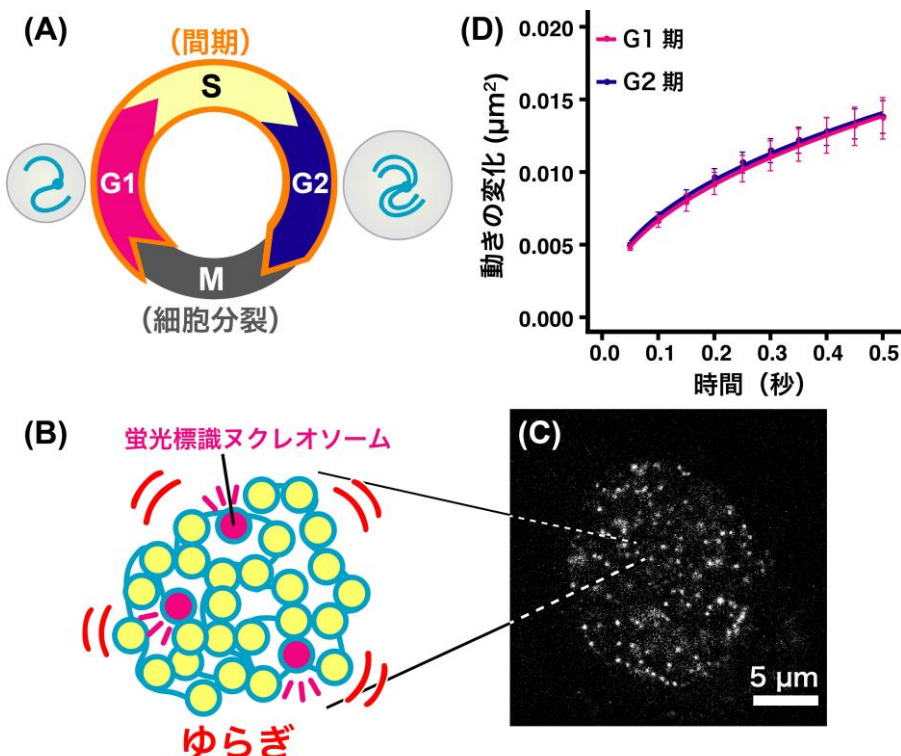 (A)
(間期)
S
G1
G2
M
(細胞分裂)
(D)
動きの変化 (μm²)
0.020
0.015
0.010
0.005
0.000
G1 期
G2 期
0.0 0.1 0.2 0.3 0.4 0.5
時間(秒)
(B)
蛍光標識ヌクレオソーム
ゆらぎ
(C)
5 μm